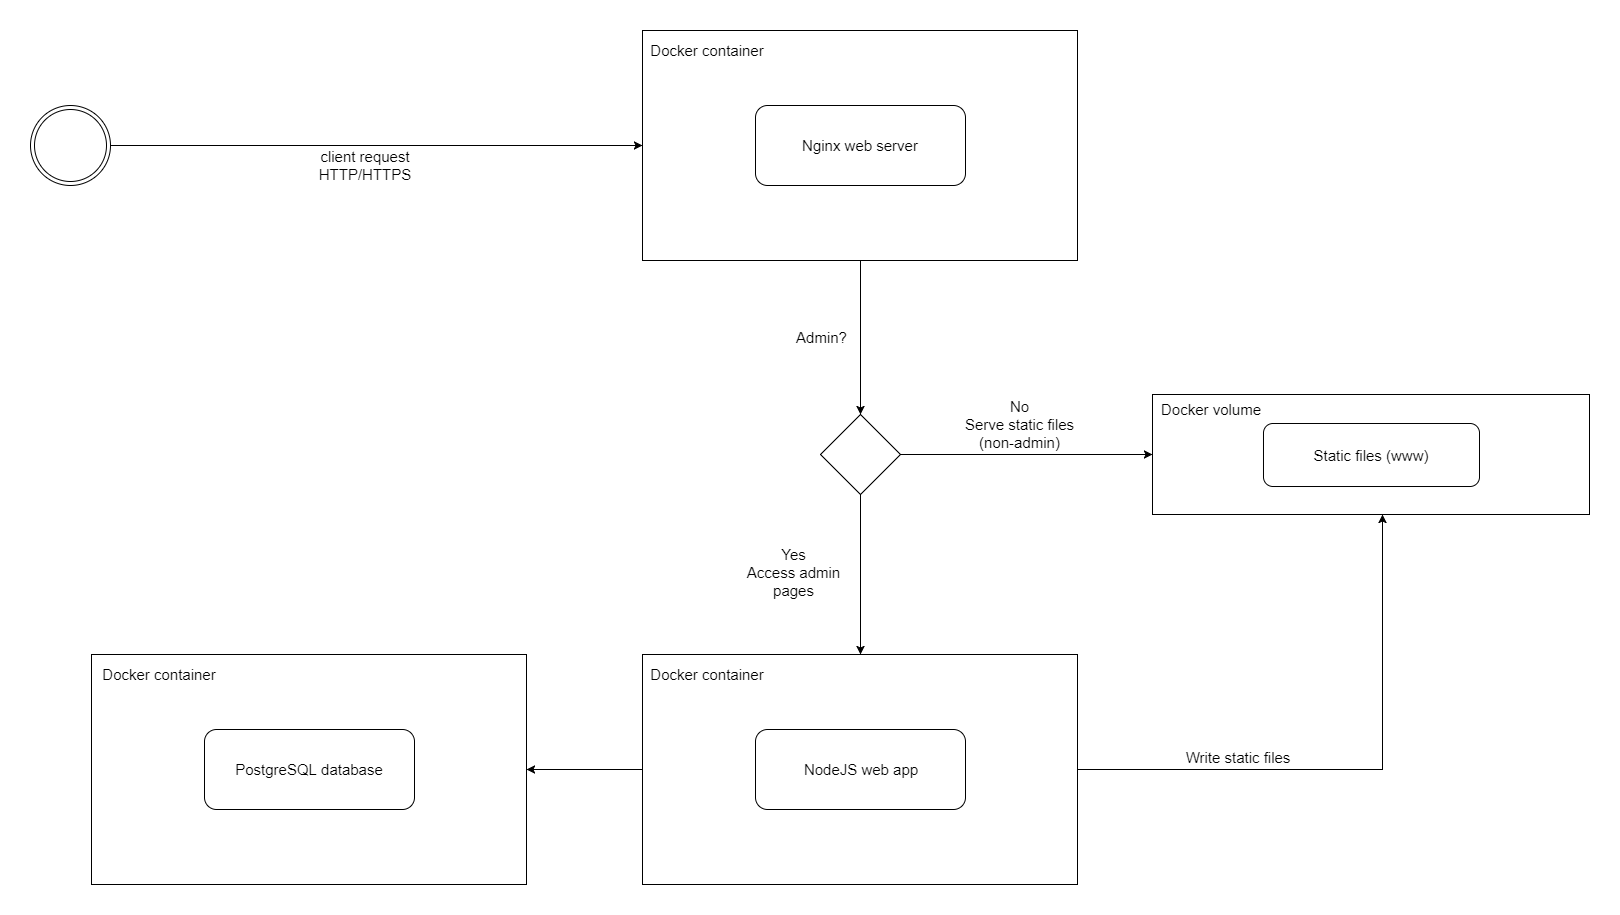 Docker container
Nginx web server
client request
HTTP/HTTPS
Admin?
No
Serve static files
(non-admin)
Docker volume
Static files (www)
Yes
Access admin
pages
Docker container
PostgreSQL database
Docker container
NodeJS web app
Write static files